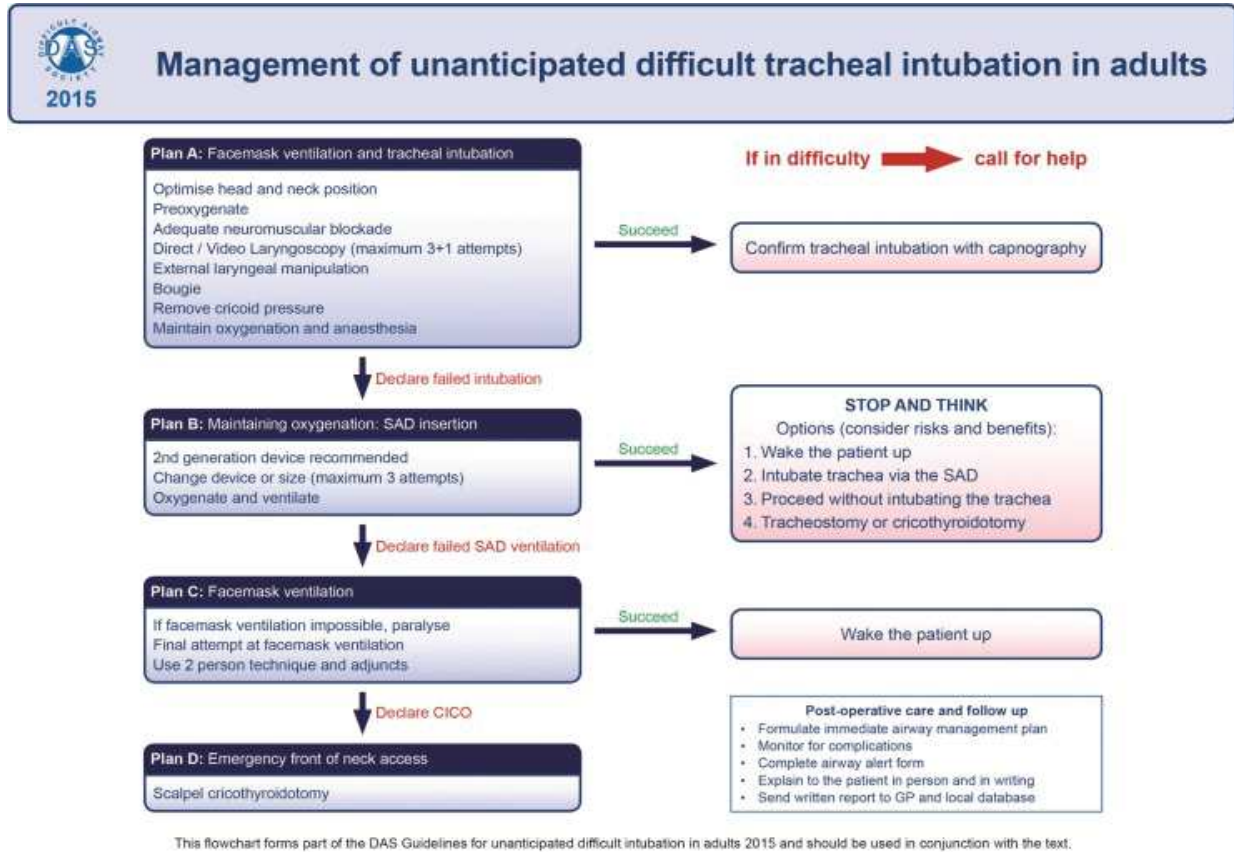 DIFFICULT AIRWAY
DAS
SOCIETY
2015
Management of unanticipated difficult tracheal intubation in adults
Plan A: Facemask ventilation and tracheal intubation
Optimise head and neck position
Preoxygenate
Adequate neuromuscular blockade
Direct / Video Laryngoscopy (maximum 3+1 attempts)
External laryngeal manipulation
Bougie
Remove cricoid pressure
Maintain oxygenation and anaesthesia
Succeed
If in difficulty call for help
Confirm tracheal intubation with capnography
Declare failed intubation
Plan B: Maintaining oxygenation: SAD insertion
2nd generation device recommended
Change device or size (maximum 3 attempts)
Oxygenate and ventilate
Succeed
STOP AND THINK
Options (consider risks and benefits):
1. Wake the patient up
2. Intubate trachea via the SAD
3. Proceed without intubating the trachea
4. Tracheostomy or cricothyroidotomy
Declare failed SAD ventilation
Plan C: Facemask ventilation
If facemask ventilation impossible, paralyse
Final attempt at facemask ventilation
Use 2 person technique and adjuncts
Succeed
Wake the patient up
Declare CICO
Plan D: Emergency front of neck access
Scalpel cricothyroidotomy
Post-operative care and follow up
• Formulate immediate airway management plan
• Monitor for complications
• Complete airway alert form
• Explain to the patient in person and in writing
• Send written report to GP and local database
This flowchart forms part of the DAS Guidelines for unanticipated difficult intubation in adults 2015 and should be used in conjunction with the text.